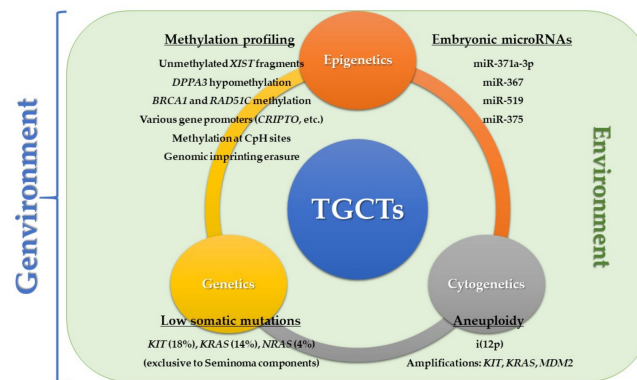 Methylation profiling
Unmethylated XIST fragments
DPPA3 hypomethylation
BRCA1 and RAD51C methylation
Various gene promoters (CRIPTO, etc.)
Methylation at CpH sites
Genomic imprinting erasure
Epigenetics
Embryonic microRNAs
miR-371a-3p
miR-367
miR-519
miR-375
Genvironment
Environment
TGCTs
Genetics
Low somatic mutations
KIT (18%), KRAS (14%), NRAS (4%)
(exclusive to Seminoma components)
Cytogenetics
Aneuploidy
i(12p)
Amplifications: KIT, KRAS, MDM2